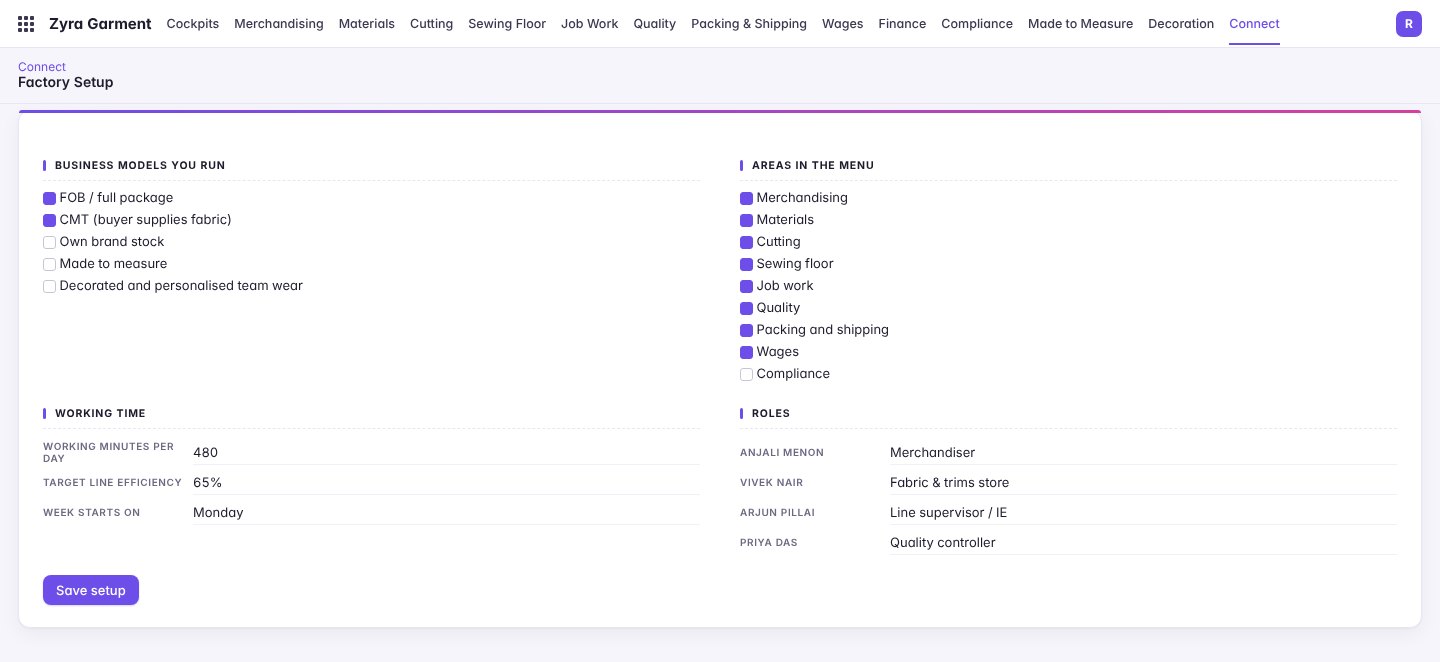 Zyra Garment Cockpits Merchandising Materials Cutting Sewing Floor Job Work Quality Packing & Shipping Wages Finance Compliance Made to Measure Decoration Connect R
Connect
Factory Setup
BUSINESS MODELS YOU RUN
FOB / full package
CMT (buyer supplies fabric)
Own brand stock
Made to measure
Decorated and personalised team wear
AREAS IN THE MENU
Merchandising
Materials
Cutting
Sewing floor
Job work
Quality
Packing and shipping
Wages
Compliance
WORKING TIME
WORKING MINUTES PER DAY 480
TARGET LINE EFFICIENCY 65%
WEEK STARTS ON Monday
ROLES
ANJALI MENON Merchandiser
VIVEK NAIR Fabric & trims store
ARJUN PILLAI Line supervisor / IE
PRIYA DAS Quality controller
Save setup